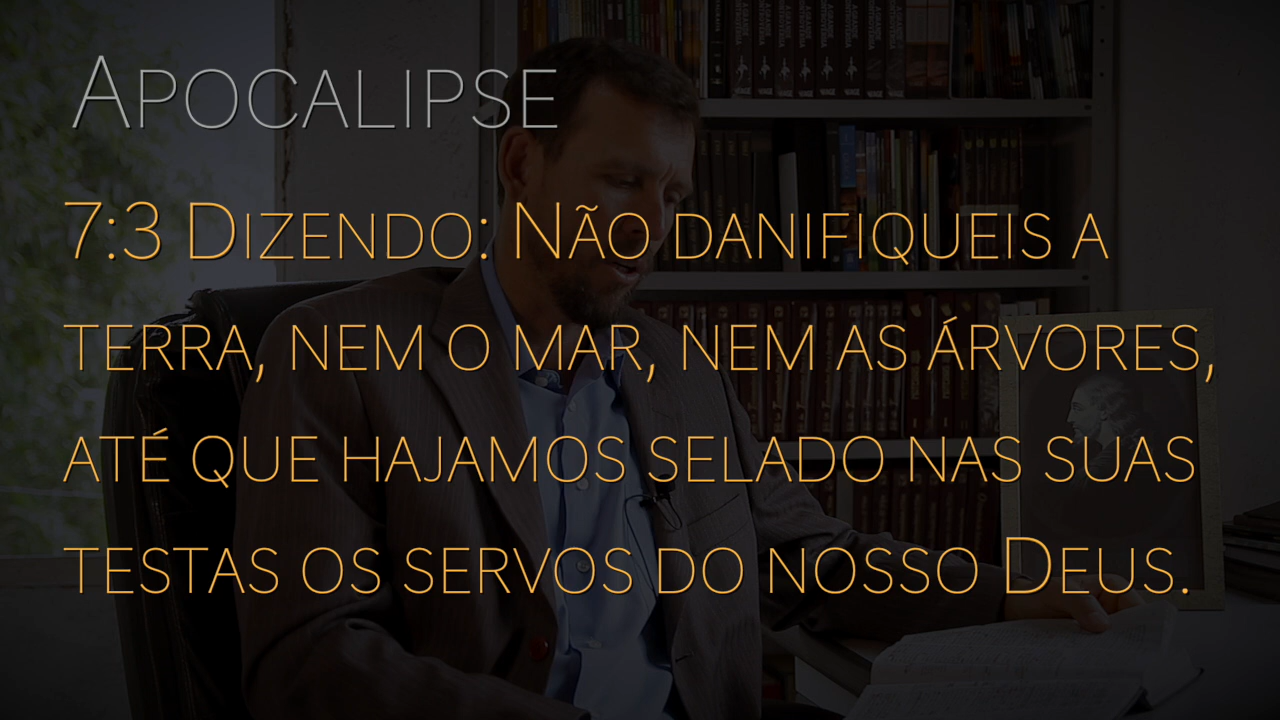 Apocalipse
7:3 Dizendo: Não danifiqueis a
terra, nem o mar, nem as árvores,
até que hajamos selado nas suas
testas os servos do nosso Deus.